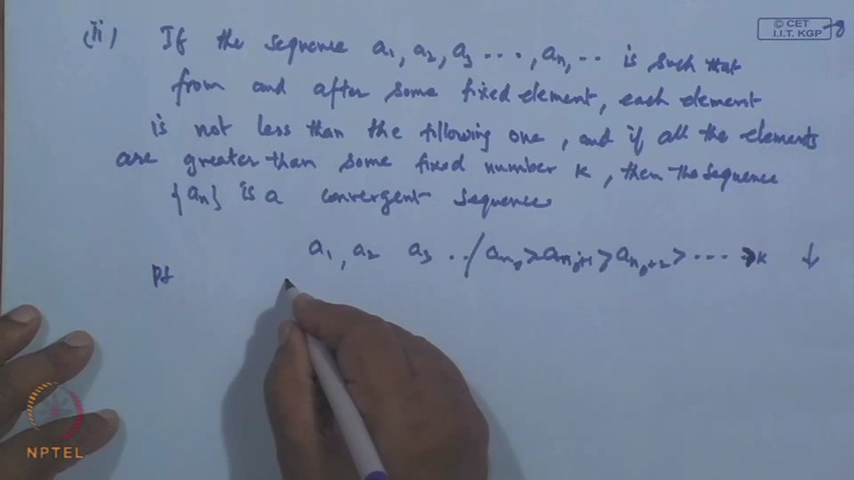 © CET
I.I.T. KGP
(ii) If the sequence a₁, a₂, a₃ ..., aₙ, .. is such that
from and after some fixed element, each element
is not less than the following one, and if all the elements
are greater than some fixed number K, then the sequence
{aₙ} is a convergent sequence
a₁, a₂ a₃ ../ aₙ₀ ≥ aₙ₀₊₁ ≥ aₙ₀₊₂ > ... > K ↓
Pf
NPTEL